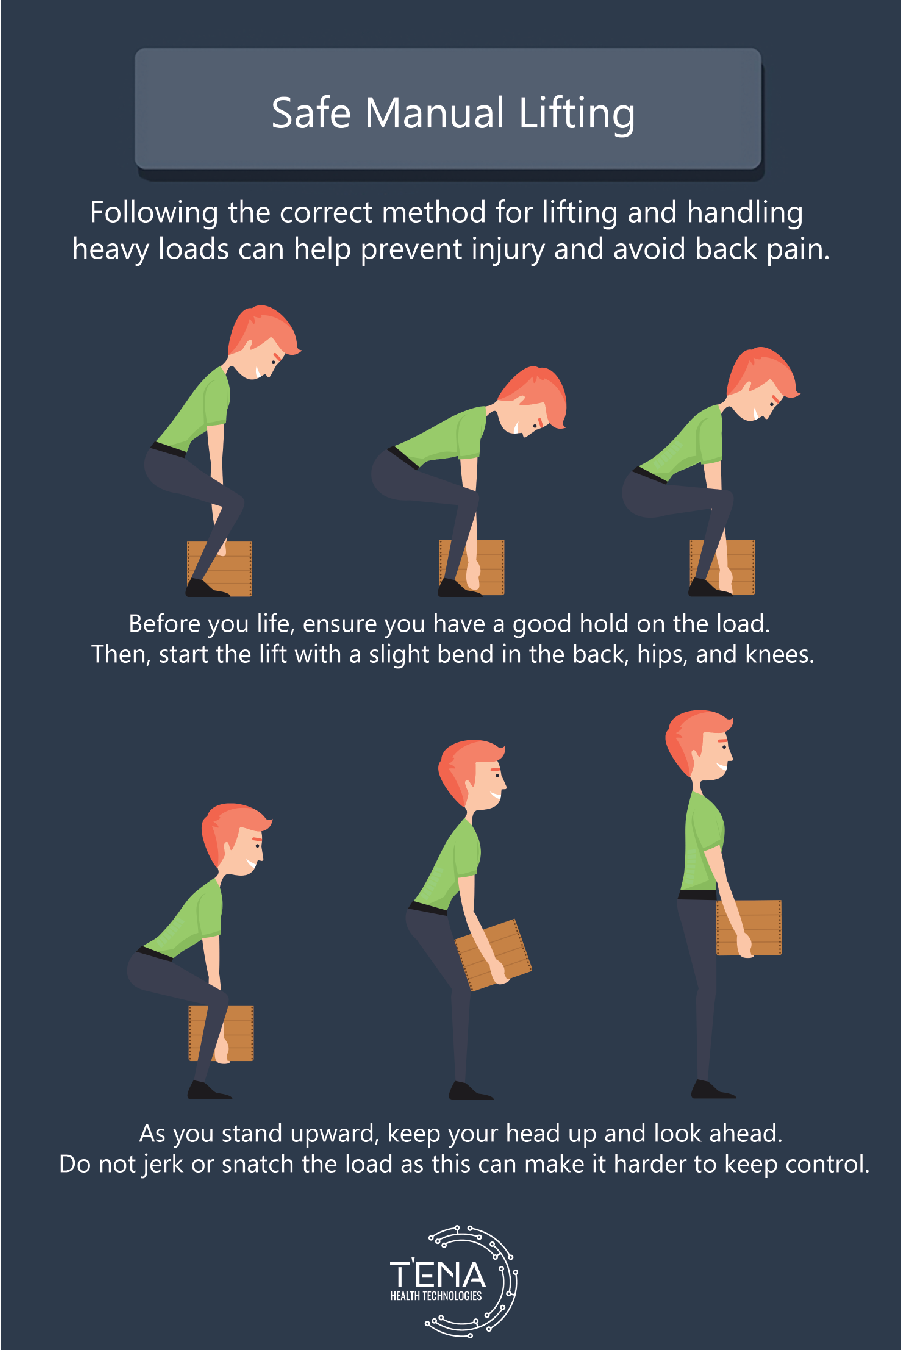 Safe Manual Lifting
Following the correct method for lifting and handling
heavy loads can help prevent injury and avoid back pain.
Before you life, ensure you have a good hold on the load.
Then, start the lift with a slight bend in the back, hips, and knees.
As you stand upward, keep your head up and look ahead.
Do not jerk or snatch the load as this can make it harder to keep control.
T'ENA
HEALTH TECHNOLOGIES